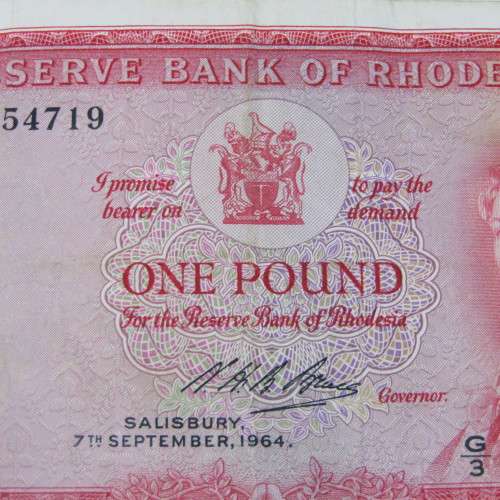 SERVE BANK OF RHODE
54719
I promise to pay the
bearer on demand
ONE POUND
For the Reserve Bank of Rhodesia
Governor.
SALISBURY,
7TH SEPTEMBER, 1964.
G/3